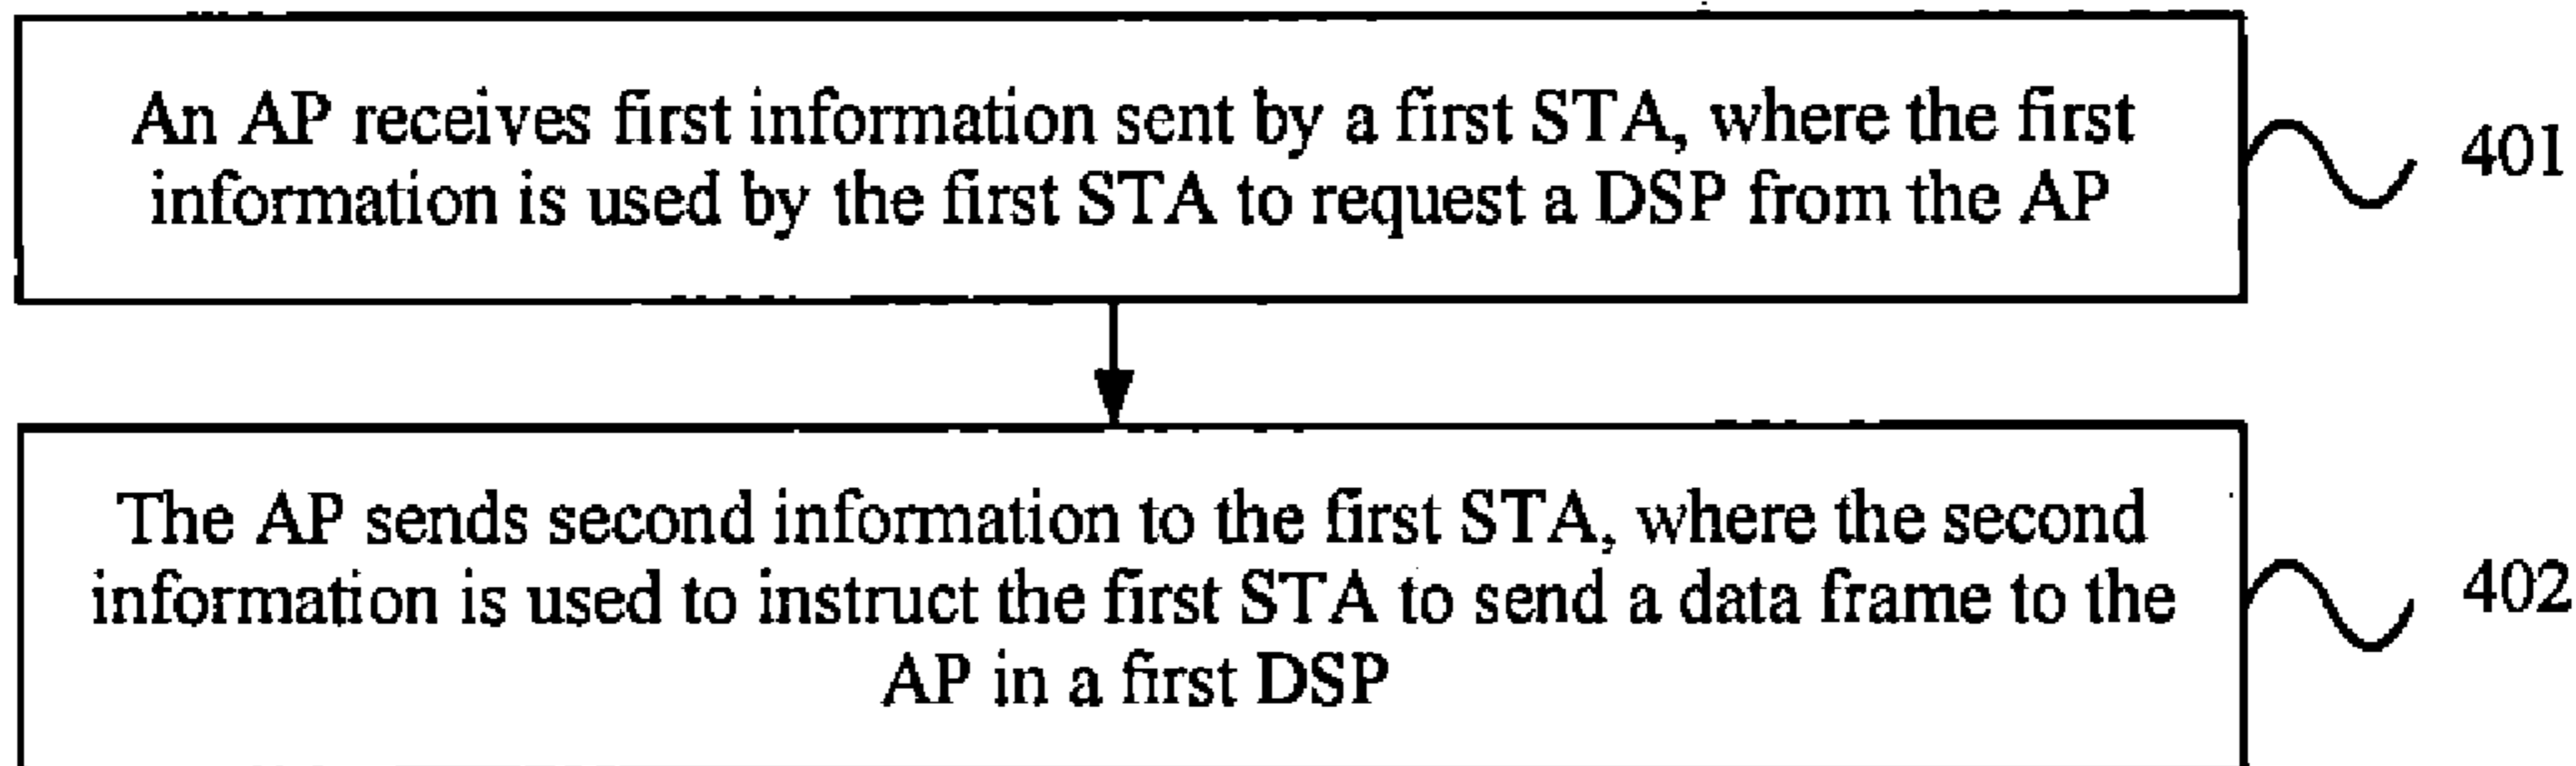 An AP receives first information sent by a first STA, where the first
information is used by the first STA to request a DSP from the AP
401
The AP sends second information to the first STA, where the second
information is used to instruct the first STA to send a data frame to the
AP in a first DSP
402